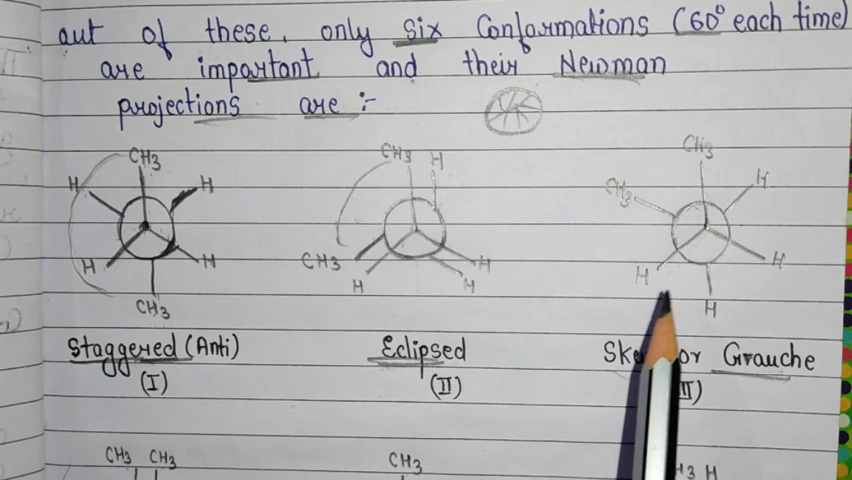 out of these, only six Conformations (60° each time)
are important and their Newman
projections are :-
CH3 CH3 H CH3
H H CH3 H
H H CH3 H H H
CH3 H H H
Staggered (Anti) Eclipsed or Grauche
(I) (II)
CH3 CH3 CH3 H